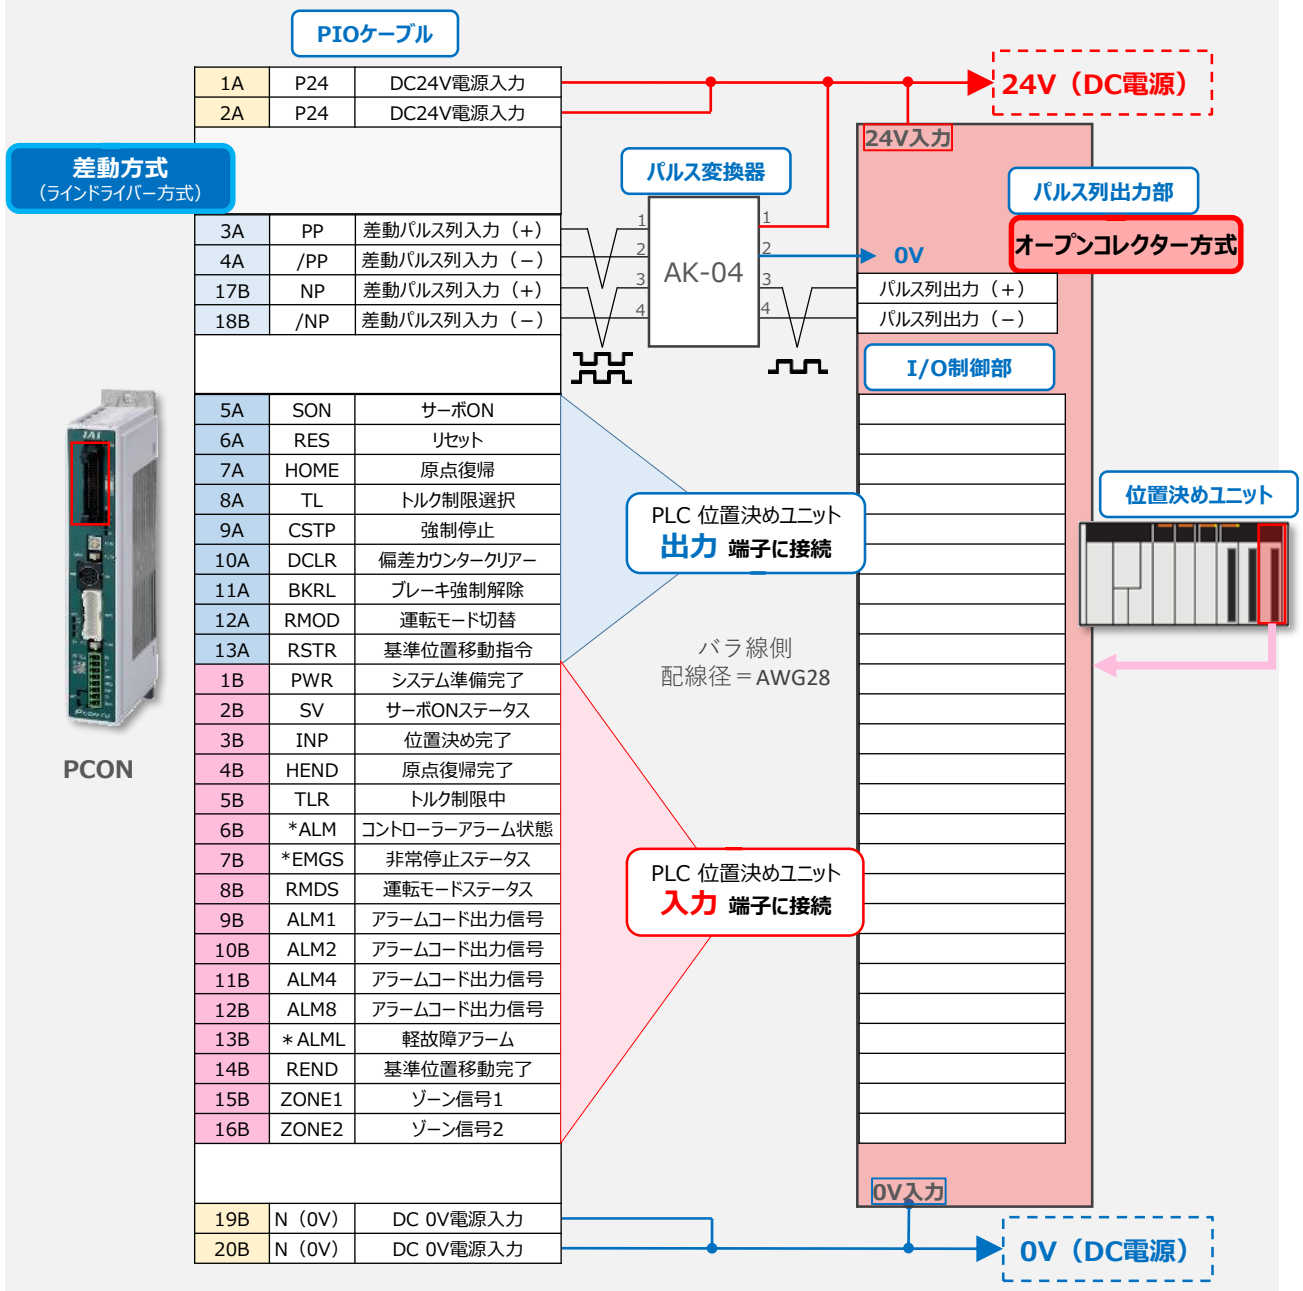 PIOケーブル
1A P24 DC24V電源入力
2A P24 DC24V電源入力
24V（DC電源）
24V入力
差動方式
（ラインドライバー方式）
パルス変換器
パルス列出力部
オープンコレクター方式
3A PP 差動パルス列入力（+）
4A /PP 差動パルス列入力（−）
17B NP 差動パルス列入力（+）
18B /NP 差動パルス列入力（−）
1
2
3
4
AK-04
1
2
3
4
0V
パルス列出力（+）
パルス列出力（−）
I/O制御部
5A SON サーボON
6A RES リセット
7A HOME 原点復帰
8A TL トルク制限選択
9A CSTP 強制停止
10A DCLR 偏差カウンタークリアー
11A BKRL ブレーキ強制解除
12A RMOD 運転モード切替
13A RSTR 基準位置移動指令
1B PWR システム準備完了
2B SV サーボONステータス
3B INP 位置決め完了
4B HEND 原点復帰完了
5B TLR トルク制限中
6B *ALM コントローラーアラーム状態
7B *EMGS 非常停止ステータス
8B RMDS 運転モードステータス
9B ALM1 アラームコード出力信号
10B ALM2 アラームコード出力信号
11B ALM4 アラームコード出力信号
12B ALM8 アラームコード出力信号
13B ＊ALML 軽故障アラーム
14B REND 基準位置移動完了
15B ZONE1 ゾーン信号1
16B ZONE2 ゾーン信号2
PLC 位置決めユニット
出力 端子に接続
バラ線側
配線径＝AWG28
PLC 位置決めユニット
入力 端子に接続
位置決めユニット
IAI
PCON
0V入力
19B N（0V） DC 0V電源入力
20B N（0V） DC 0V電源入力
0V（DC電源）